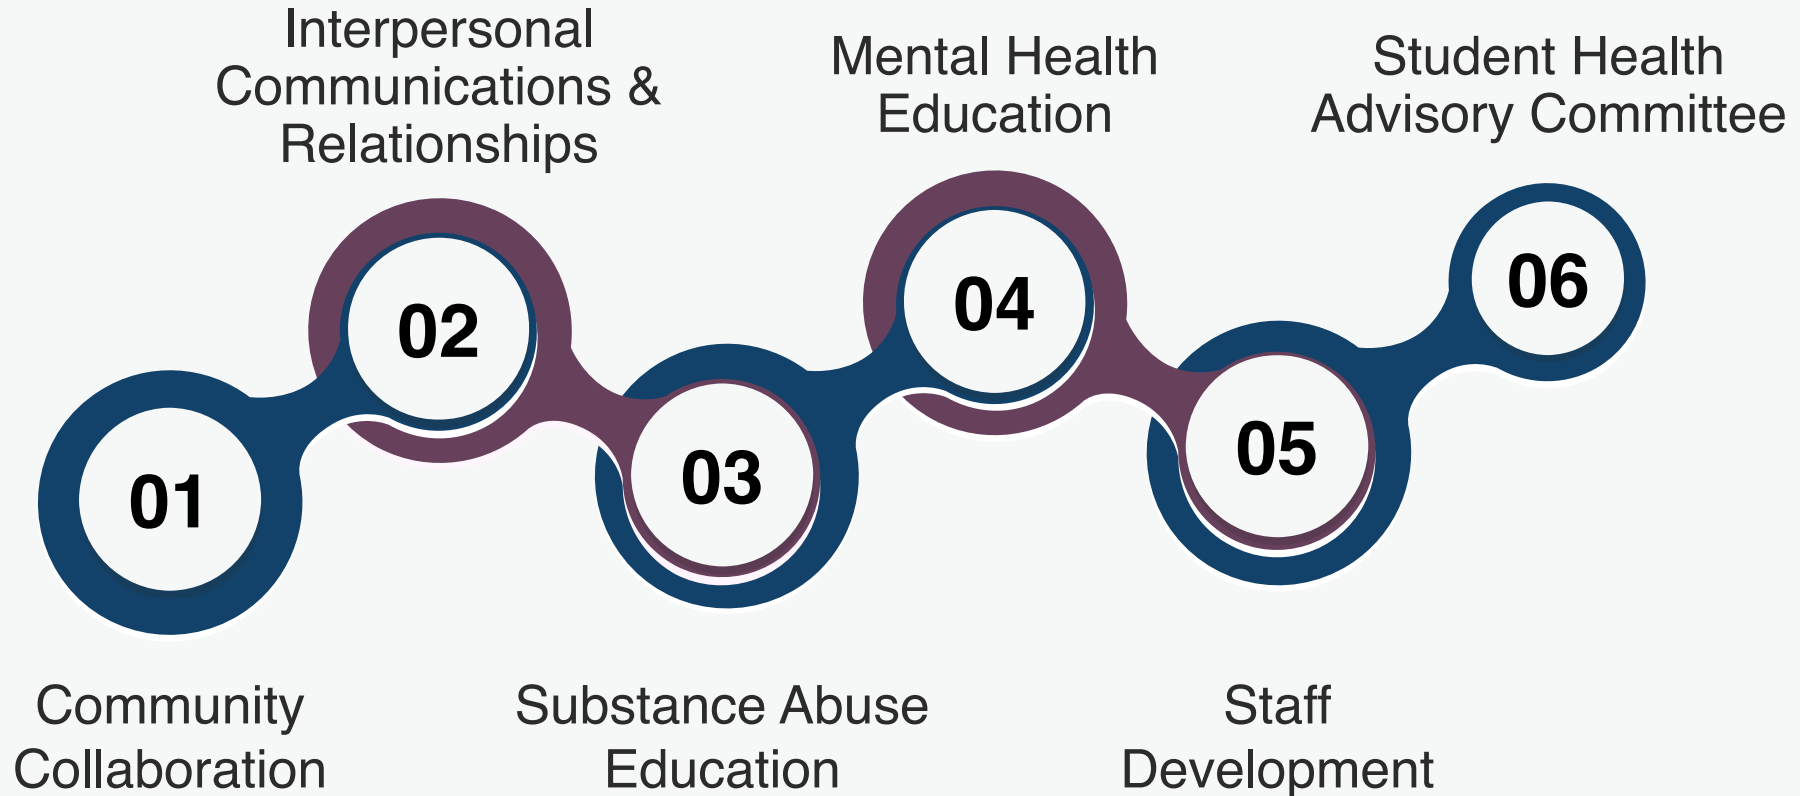 Interpersonal
Communications &
Relationships
Mental Health
Education
Student Health
Advisory Committee
01
02
03
04
05
06
Community
Collaboration
Substance Abuse
Education
Staff
Development